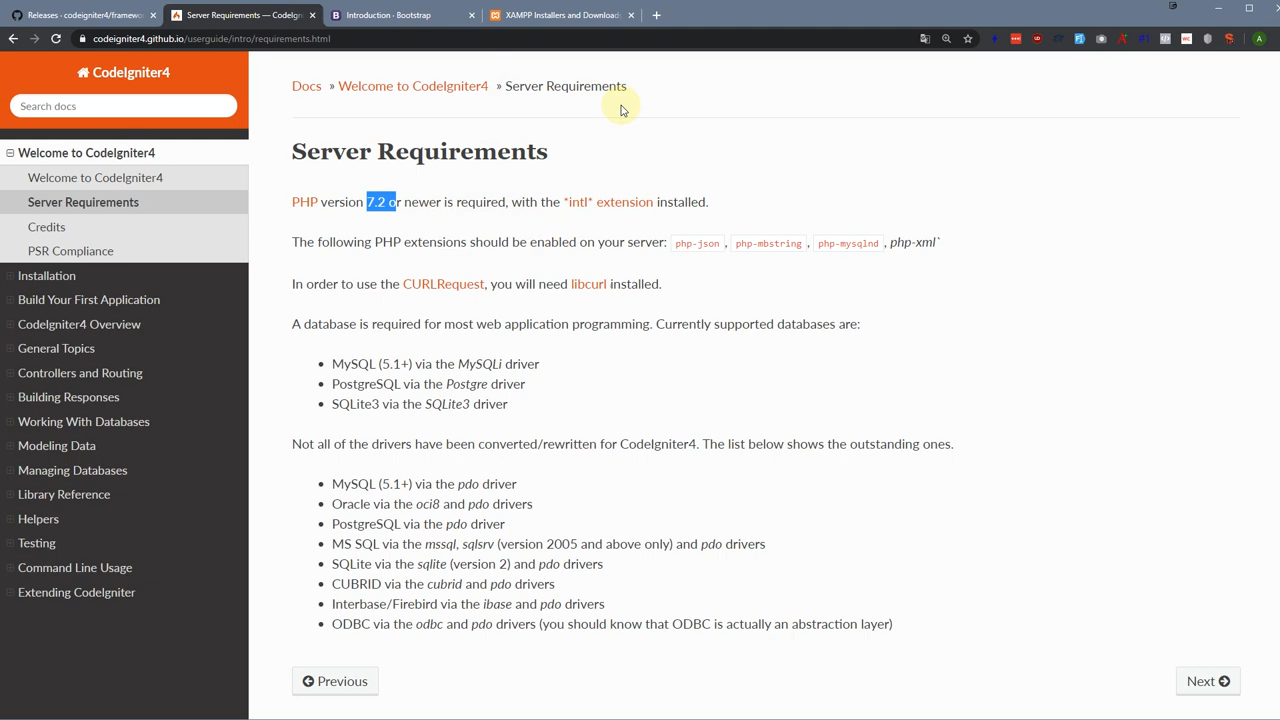 Releases · codeigniter4/framew
Server Requirements — CodeIgn
Introduction · Bootstrap
XAMPP Installers and Download
codeigniter4.github.io/userguide/intro/requirements.html
CodeIgniter4
Search docs
Welcome to CodeIgniter4
Welcome to CodeIgniter4
Server Requirements
Credits
PSR Compliance
Installation
Build Your First Application
CodeIgniter4 Overview
General Topics
Controllers and Routing
Building Responses
Working With Databases
Modeling Data
Managing Databases
Library Reference
Helpers
Testing
Command Line Usage
Extending CodeIgniter
Docs » Welcome to CodeIgniter4 » Server Requirements
Server Requirements
PHP version 7.2 or newer is required, with the *intl* extension installed.
The following PHP extensions should be enabled on your server: php-json, php-mbstring, php-mysqlnd, php-xml`
In order to use the CURLRequest, you will need libcurl installed.
A database is required for most web application programming. Currently supported databases are:
• MySQL (5.1+) via the MySQLi driver
• PostgreSQL via the Postgre driver
• SQLite3 via the SQLite3 driver
Not all of the drivers have been converted/rewritten for CodeIgniter4. The list below shows the outstanding ones.
• MySQL (5.1+) via the pdo driver
• Oracle via the oci8 and pdo drivers
• PostgreSQL via the pdo driver
• MS SQL via the mssql, sqlsrv (version 2005 and above only) and pdo drivers
• SQLite via the sqlite (version 2) and pdo drivers
• CUBRID via the cubrid and pdo drivers
• Interbase/Firebird via the ibase and pdo drivers
• ODBC via the odbc and pdo drivers (you should know that ODBC is actually an abstraction layer)
Previous
Next